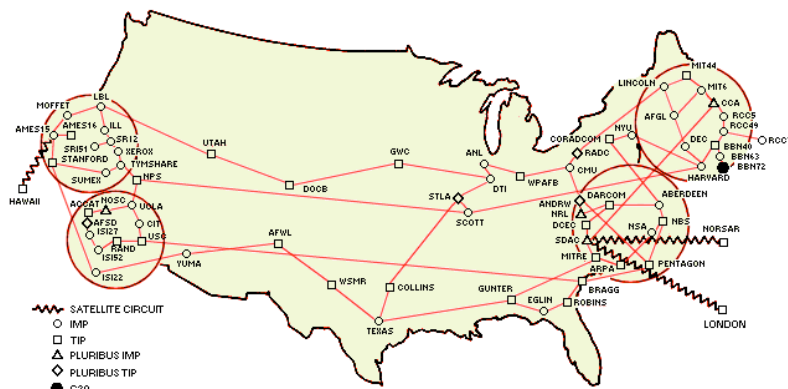 MIT44
LINCOLN
MIT6
CCA
RCC5
RCC49
AFGL
DEC
BBN40
BBN63
BBN72
HARVARD
NYU
CORADCOM
RADC
CMU
LBL
MOFFET
AMES16
AMES15
ILL
SRI2
SRI51
XEROX
STANFORD
TYMSHARE
SUMEX
NPS
HAWAII
UTAH
DOCB
GWC
ANL
DTI
WPAFB
STLA
SCOTT
ACCAT
NOSC
UCLA
AFSD
CIT
ISI27
RAND
USC
ISI52
ISI22
YUMA
AFWL
WSMR
COLLINS
TEXAS
GUNTER
EGLIN
ROBINS
BRAGG
ABERDEEN
DARCOM
ANDRW
NRL
DCEC
NBS
NSA
SDAC
NORSAR
MITRE
ARPA
PENTAGON
LONDON
SATELLITE CIRCUIT
IMP
TIP
PLURIBUS IMP
PLURIBUS TIP